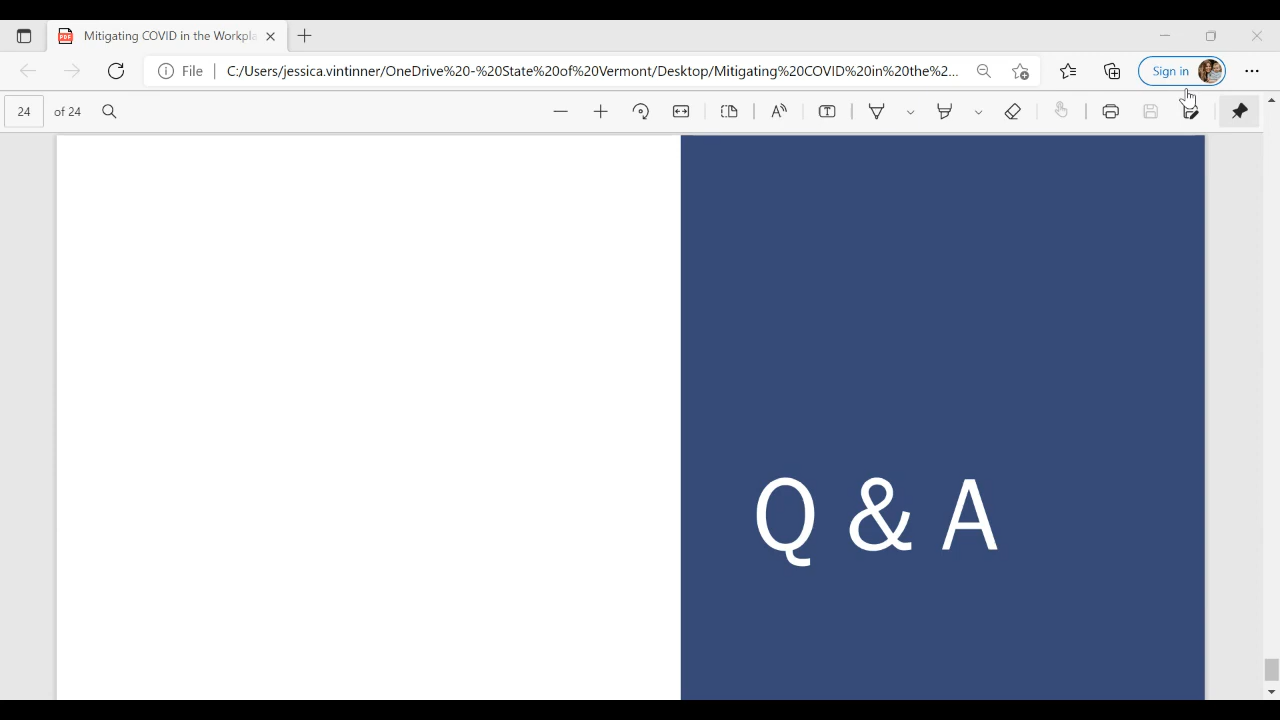 Mitigating COVID in the Workpla
File
C:/Users/jessica.vintinner/OneDrive%20-%20State%20of%20Vermont/Desktop/Mitigating%20COVID%20in%20the%2...
Sign in
24 of 24
Q & A